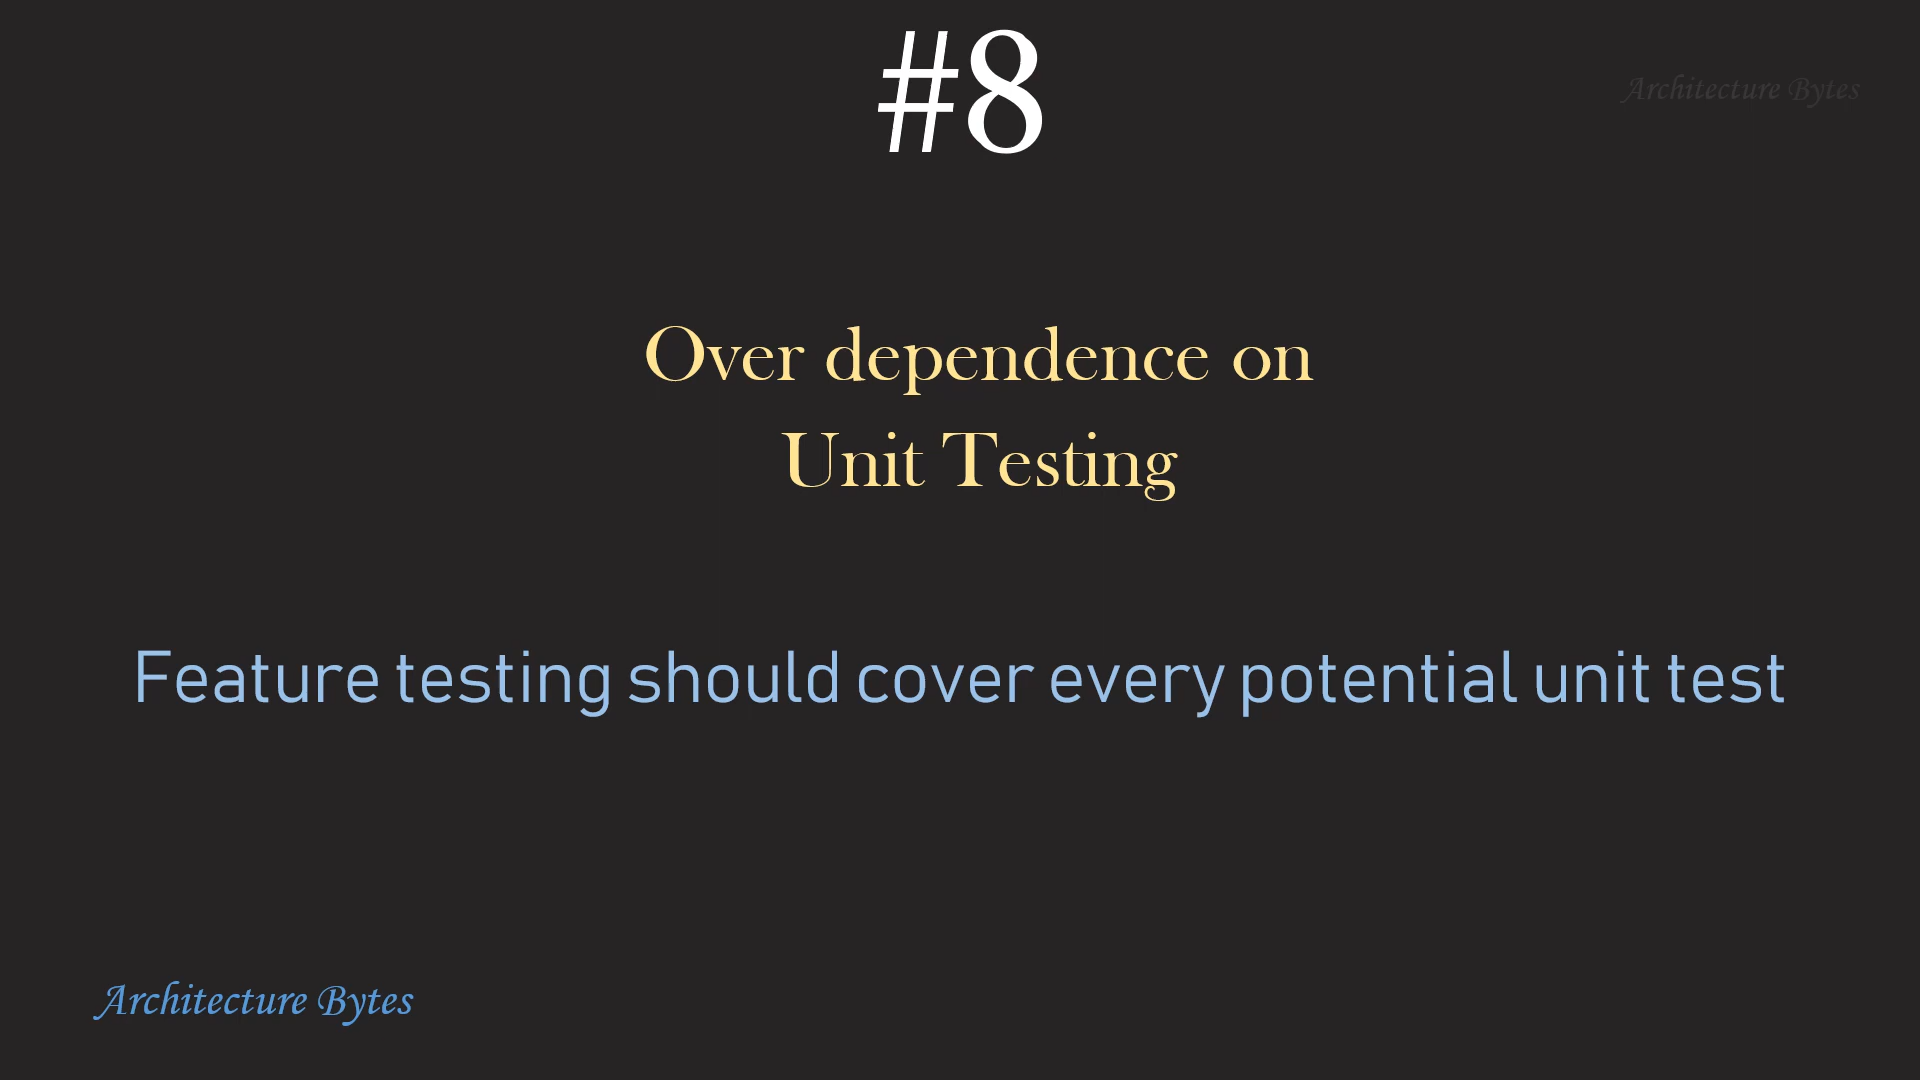 #8
Architecture Bytes
Over dependence on
Unit Testing
Feature testing should cover every potential unit test
Architecture Bytes